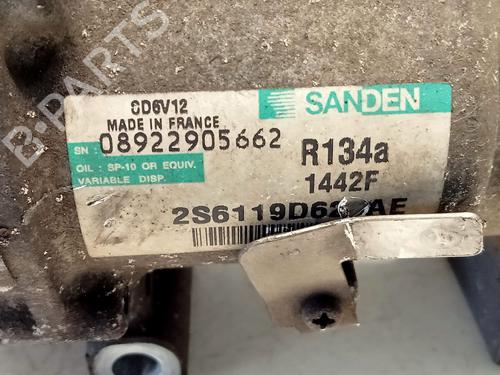 B-PARTS
SD6V12
MADE IN FRANCE
SN : 08922905662
OIL : SP-10 OR EQUIV.
VARIABLE DISP.
SANDEN
R134a
1442F